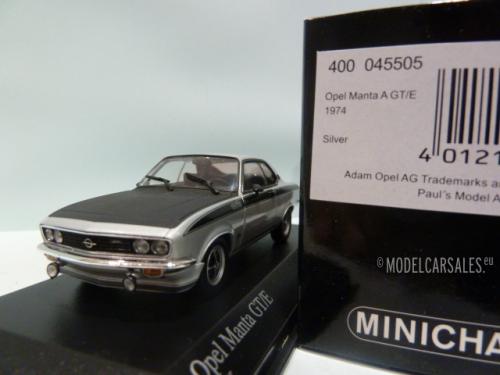 400 045505
Opel Manta A GT/E
1974
Silver
4 0121
Adam Opel AG Trademarks a
Paul's Model A
© MODELCARSALES.eu
MINICHA
Opel Manta GT/E